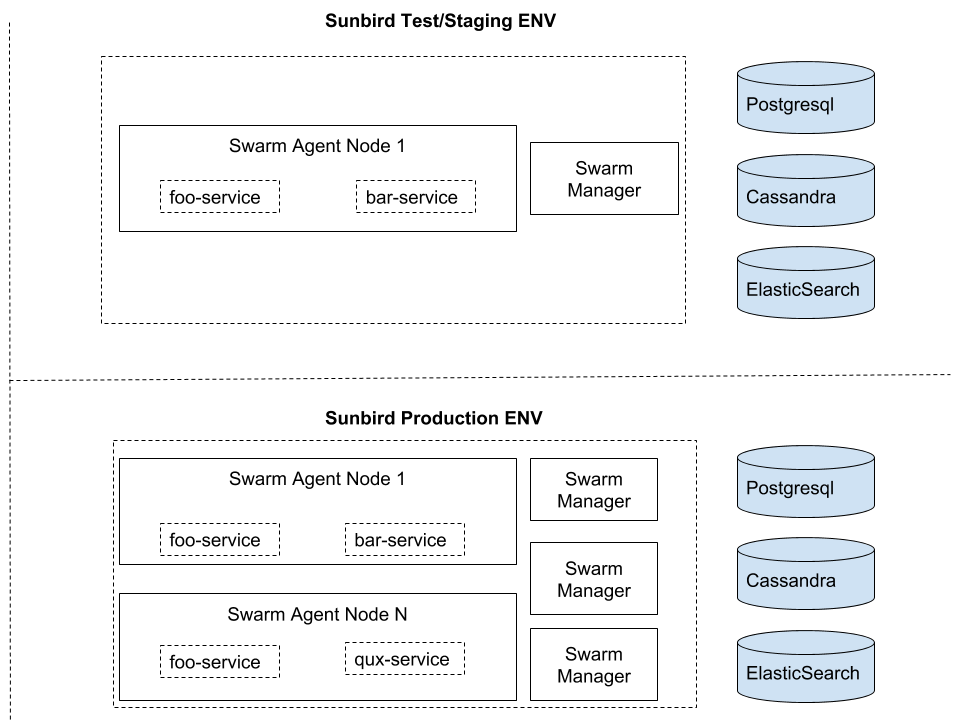 Sunbird Test/Staging ENV
Swarm Agent Node 1
foo-service
bar-service
Swarm
Manager
Postgresql
Cassandra
ElasticSearch
Sunbird Production ENV
Swarm Agent Node 1
foo-service
bar-service
Swarm Agent Node N
foo-service
qux-service
Swarm
Manager
Swarm
Manager
Swarm
Manager
Postgresql
Cassandra
ElasticSearch